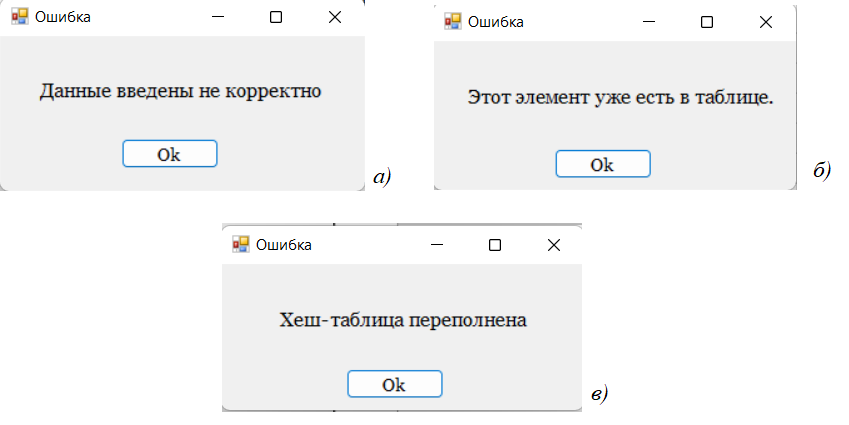 Ошибка
Данные введены не корректно
Ok
а)
Ошибка
Этот элемент уже есть в таблице.
Ok
б)
Ошибка
Хеш-таблица переполнена
Ok
в)